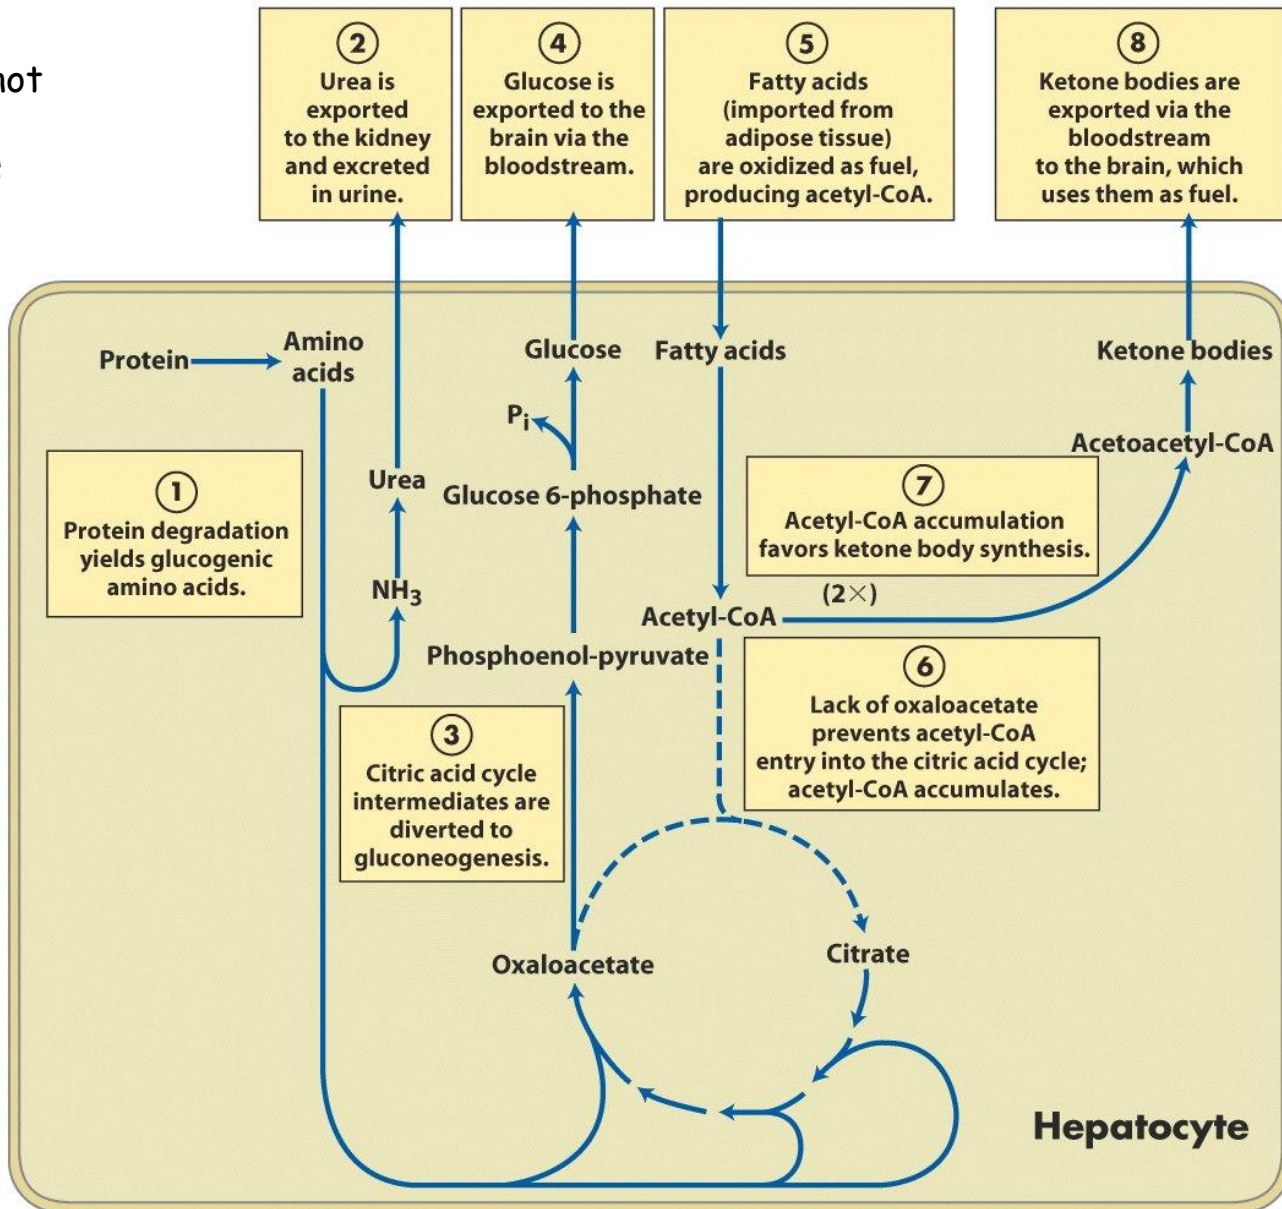 not
②
Urea is
exported
to the kidney
and excreted
in urine.
④
Glucose is
exported to the
brain via the
bloodstream.
⑤
Fatty acids
(imported from
adipose tissue)
are oxidized as fuel,
producing acetyl-CoA.
⑧
Ketone bodies are
exported via the
bloodstream
to the brain, which
uses them as fuel.
Protein
Amino
acids
Glucose
Fatty acids
Ketone bodies
Pi
Acetoacetyl-CoA
①
Protein degradation
yields glucogenic
amino acids.
Urea
Glucose 6-phosphate
⑦
Acetyl-CoA accumulation
favors ketone body synthesis.
NH3
(2×)
Acetyl-CoA
Phosphoenol-pyruvate
⑥
Lack of oxaloacetate
prevents acetyl-CoA
entry into the citric acid cycle;
acetyl-CoA accumulates.
③
Citric acid cycle
intermediates are
diverted to
gluconeogenesis.
Oxaloacetate
Citrate
Hepatocyte